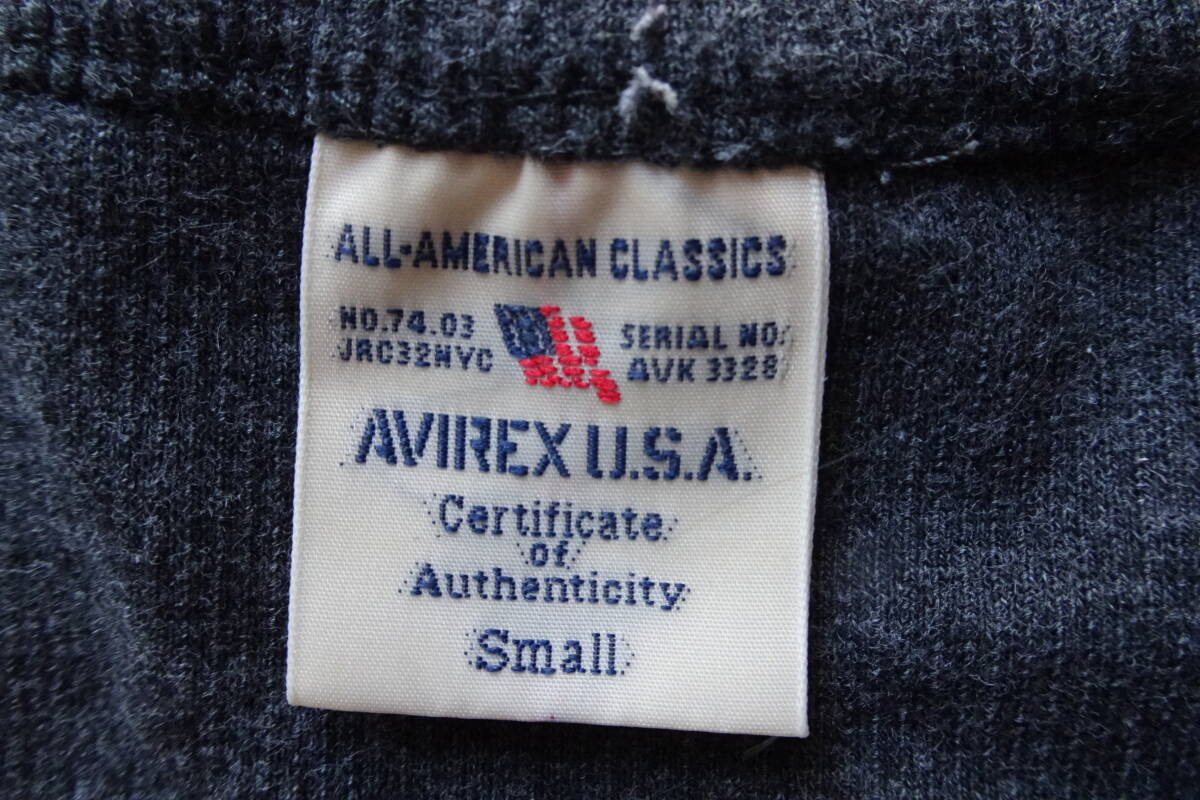 ALL-AMERICAN CLASSICS
NO.74.03
JRC32NYC
SERIAL NO.
AVK 3328
AVIREX U.S.A.
Certificate
of
Authenticity
Small